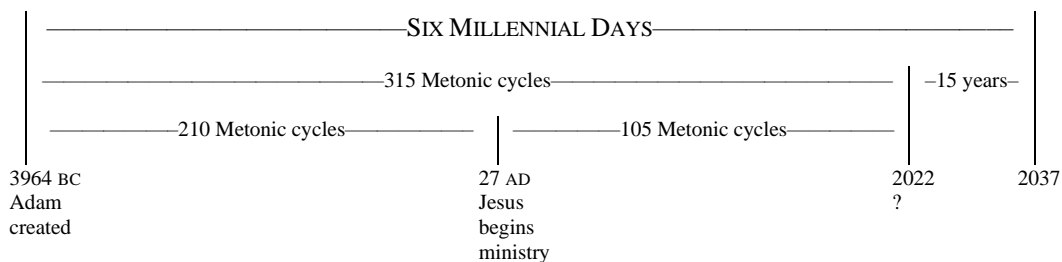 SIX MILLENNIAL DAYS
315 Metonic cycles –15 years–
210 Metonic cycles 105 Metonic cycles
3964 BC 27 AD 2022 2037
Adam Jesus ?
created begins
ministry